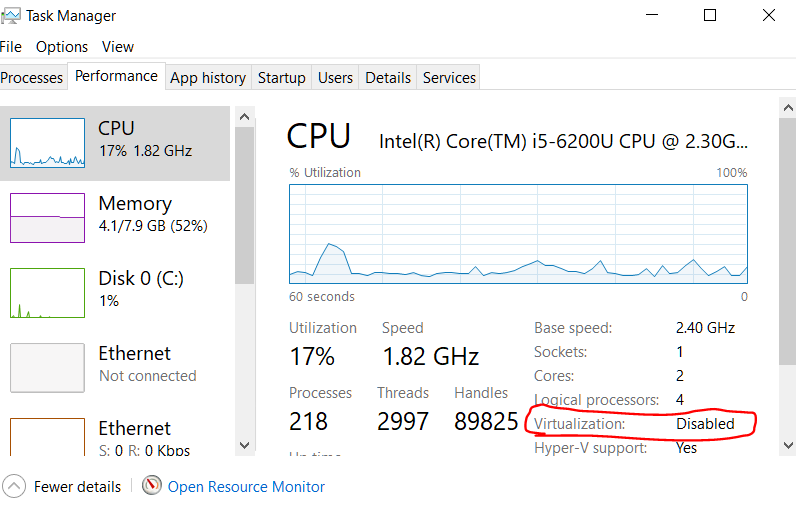 Task Manager
File Options View
Processes Performance App history Startup Users Details Services
CPU
17% 1.82 GHz
Memory
4.1/7.9 GB (52%)
Disk 0 (C:)
1%
Ethernet
Not connected
Ethernet
S: 0 R: 0 Kbps
CPU Intel(R) Core(TM) i5-6200U CPU @ 2.30G...
% Utilization 100%
60 seconds 0
Utilization Speed
17% 1.82 GHz
Processes Threads Handles
218 2997 89825
Up time
Base speed: 2.40 GHz
Sockets: 1
Cores: 2
Logical processors: 4
Virtualization: Disabled
Hyper-V support: Yes
Fewer details Open Resource Monitor